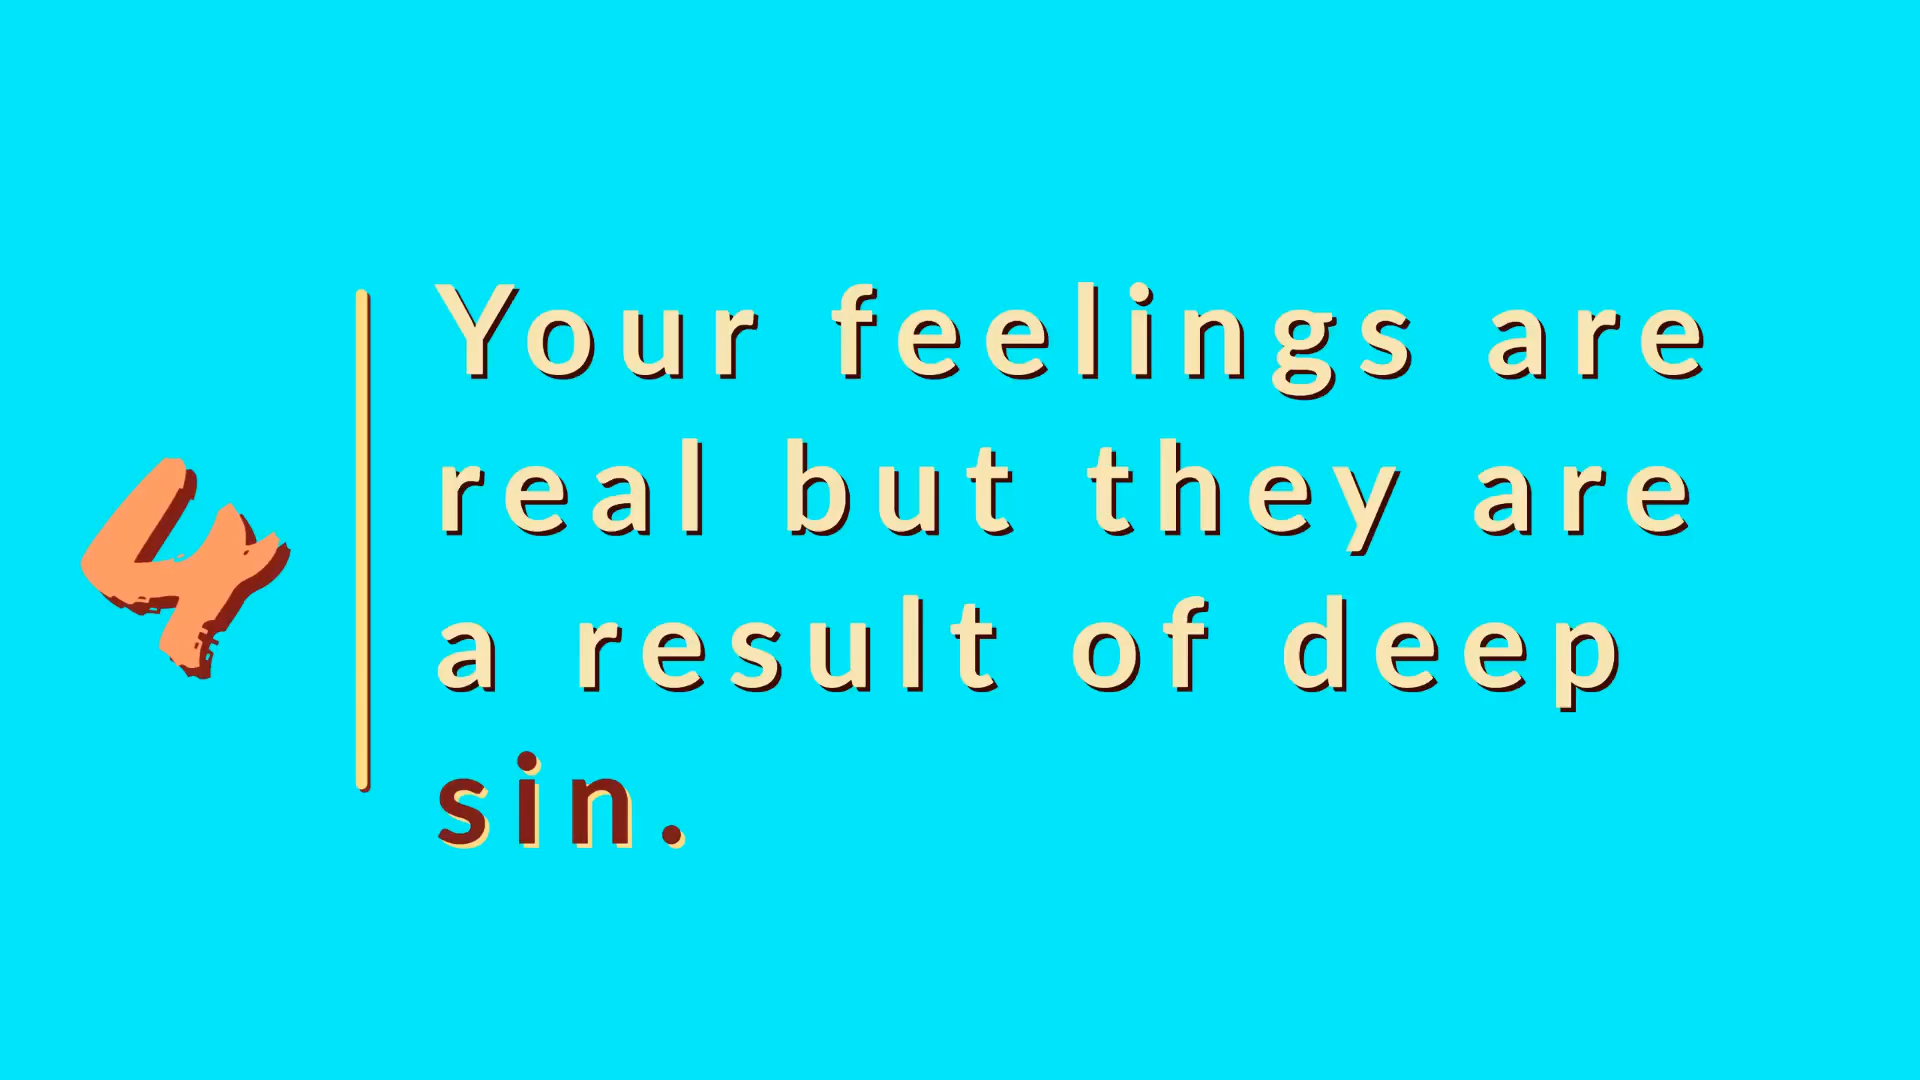 4
Your feelings are
real but they are
a result of deep
sin.